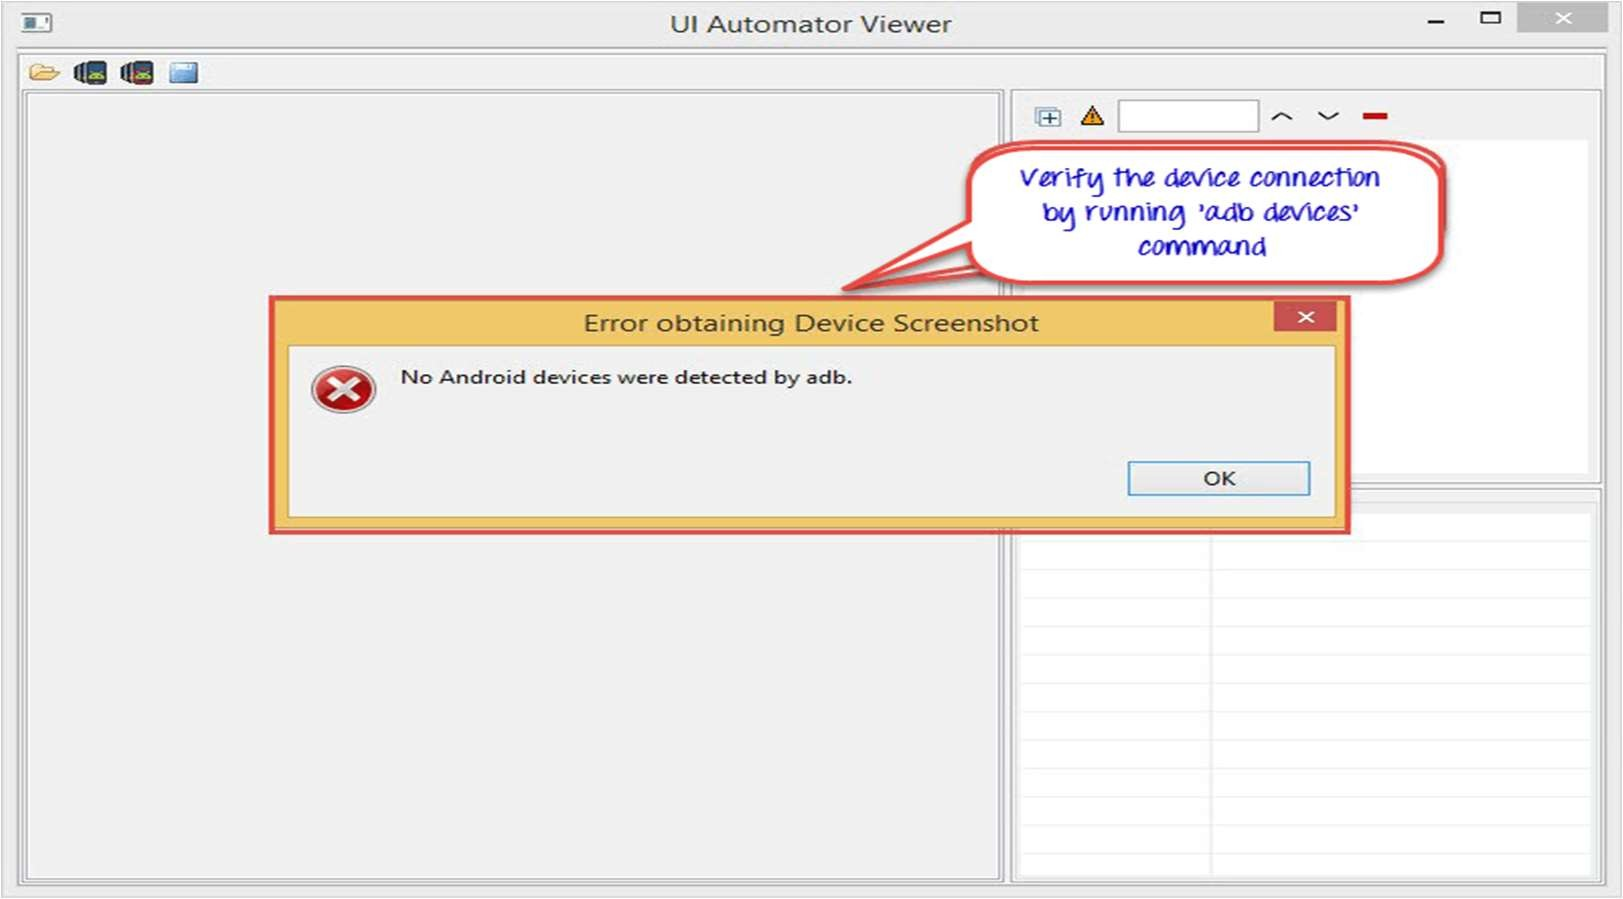 UI Automator Viewer
Verify the device connection
by running 'adb devices'
command
Error obtaining Device Screenshot
No Android devices were detected by adb.
OK